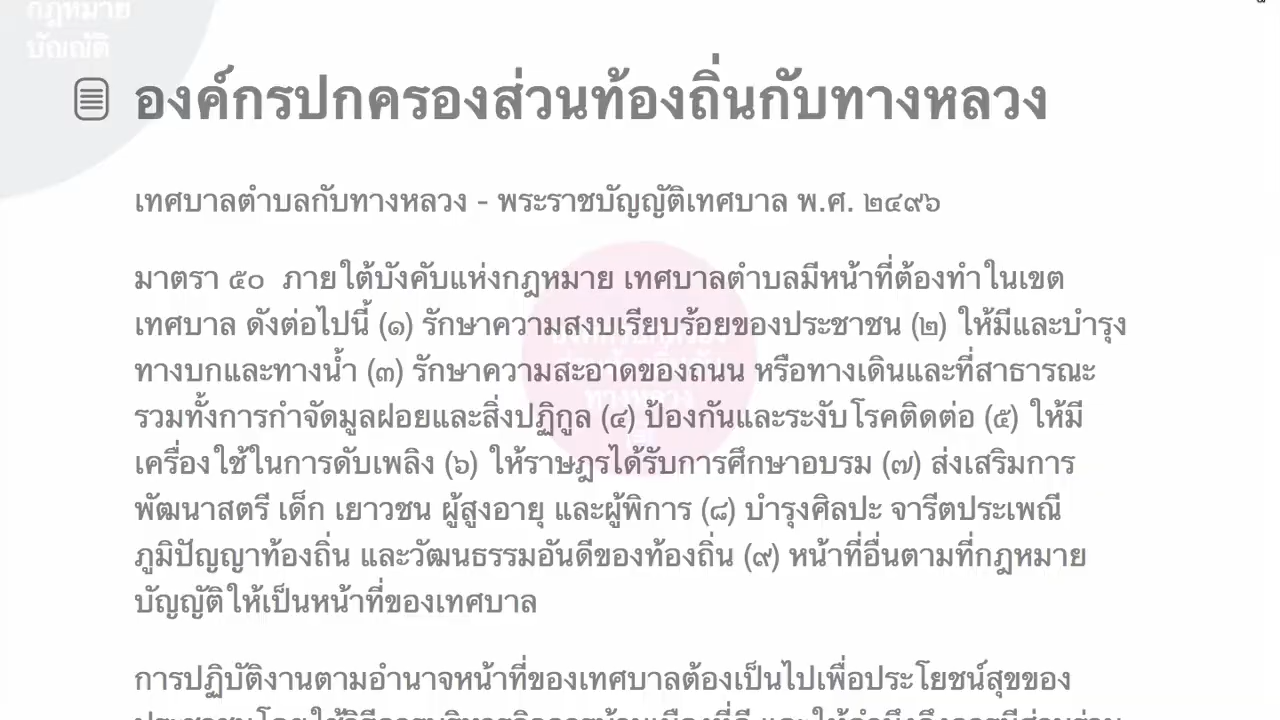 กฎหมาย
บัญญัติ
องค์กรปกครองส่วนท้องถิ่นกับทางหลวง
เทศบาลตำบลกับทางหลวง - พระราชบัญญัติเทศบาล พ.ศ. ๒๔๙๖
มาตรา ๕๐ ภายใต้บังคับแห่งกฎหมาย เทศบาลตำบลมีหน้าที่ต้องทำในเขต
เทศบาล ดังต่อไปนี้ (๑) รักษาความสงบเรียบร้อยของประชาชน (๒) ให้มีและบำรุง
ทางบกและทางน้ำ (๓) รักษาความสะอาดของถนน หรือทางเดินและที่สาธารณะ
รวมทั้งการกำจัดมูลฝอยและสิ่งปฏิกูล (๔) ป้องกันและระงับโรคติดต่อ (๕) ให้มี
เครื่องใช้ในการดับเพลิง (๖) ให้ราษฎรได้รับการศึกษาอบรม (๗) ส่งเสริมการ
พัฒนาสตรี เด็ก เยาวชน ผู้สูงอายุ และผู้พิการ (๘) บำรุงศิลปะ จารีตประเพณี
ภูมิปัญญาท้องถิ่น และวัฒนธรรมอันดีของท้องถิ่น (๙) หน้าที่อื่นตามที่กฎหมาย
บัญญัติให้เป็นหน้าที่ของเทศบาล
การปฏิบัติงานตามอำนาจหน้าที่ของเทศบาลต้องเป็นไปเพื่อประโยชน์สุขของ